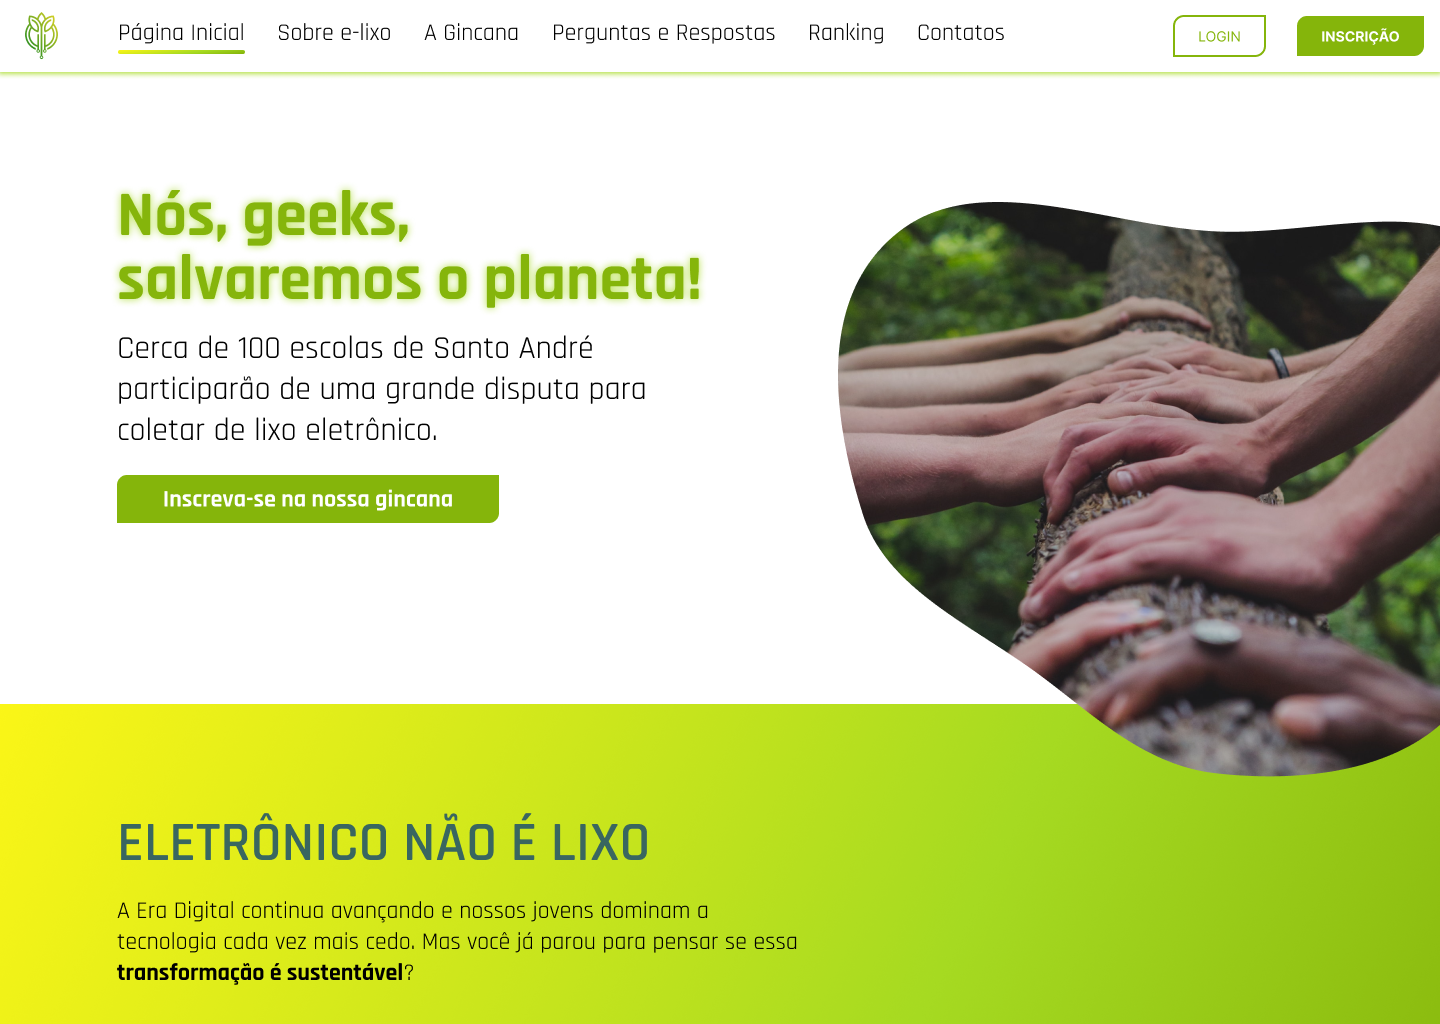 Página Inicial Sobre e-lixo A Gincana Perguntas e Respostas Ranking Contatos LOGIN INSCRIÇÃO
Nós, geeks,
salvaremos o planeta!
Cerca de 100 escolas de Santo André
participarão de uma grande disputa para
coletar de lixo eletrônico.
Inscreva-se na nossa gincana
ELETRÔNICO NÃO É LIXO
A Era Digital continua avançando e nossos jovens dominam a
tecnologia cada vez mais cedo. Mas você já parou para pensar se essa
transformação é sustentável?